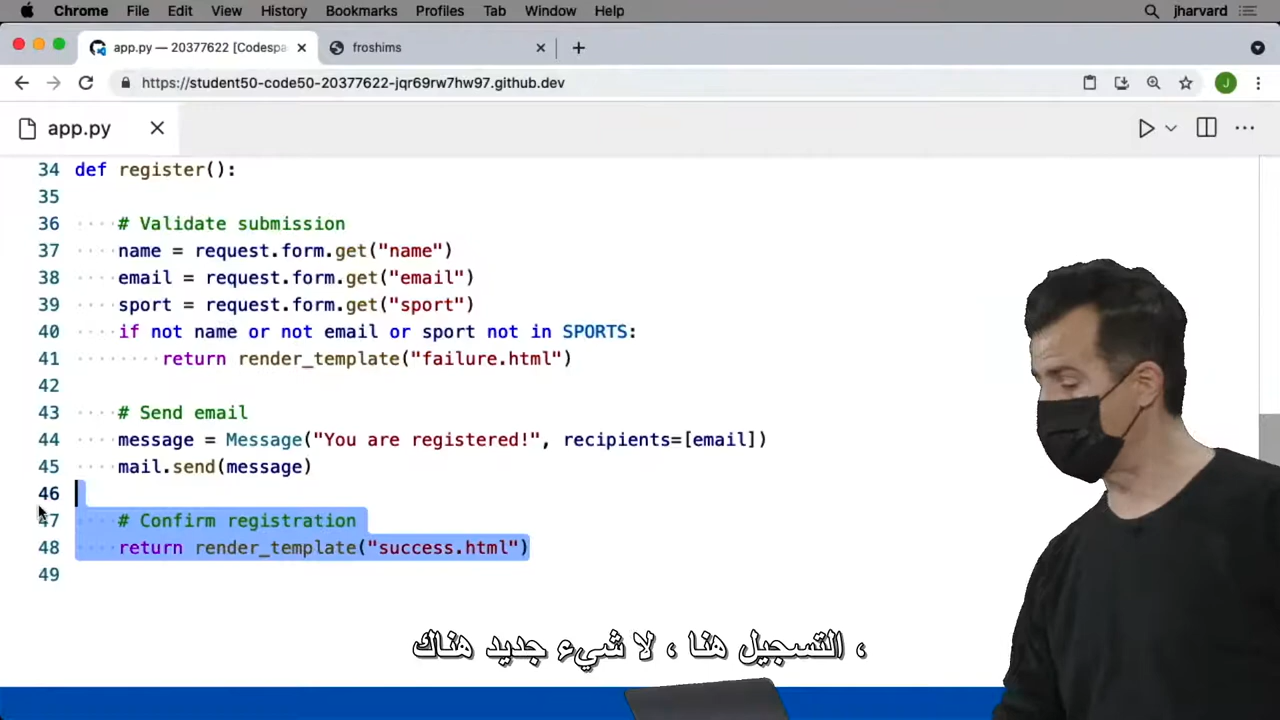 Chrome File Edit View History Bookmarks Profiles Tab Window Help jharvard
app.py — 20377622 [Codespa froshims
https://student50-code50-20377622-jqr69rw7hw97.github.dev J
app.py
34 def register():
35
36 # Validate submission
37 name = request.form.get("name")
38 email = request.form.get("email")
39 sport = request.form.get("sport")
40 if not name or not email or sport not in SPORTS:
41 return render_template("failure.html")
42
43 # Send email
44 message = Message("You are registered!", recipients=[email])
45 mail.send(message)
46
47 # Confirm registration
48 return render_template("success.html")
49
، التسجيل هنا ، لا شيء جديد هناك